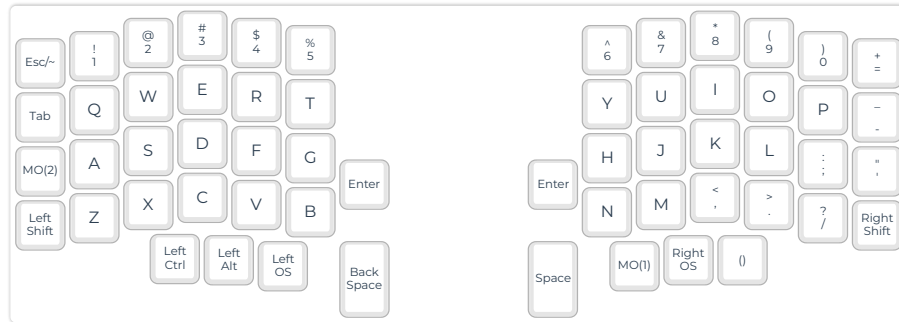 Esc/~
!
1
@
2
#
3
$
4
%
5
^
6
&
7
*
8
(
9
)
0
+
=
Tab
Q
W
E
R
T
Y
U
I
O
P
_
-
MO(2)
A
S
D
F
G
Enter
Enter
H
J
K
L
:
;
"
'
Left
Shift
Z
X
C
V
B
N
M
<
,
>
.
?
/
Right
Shift
Left
Ctrl
Left
Alt
Left
OS
Back
Space
Space
MO(1)
Right
OS
()